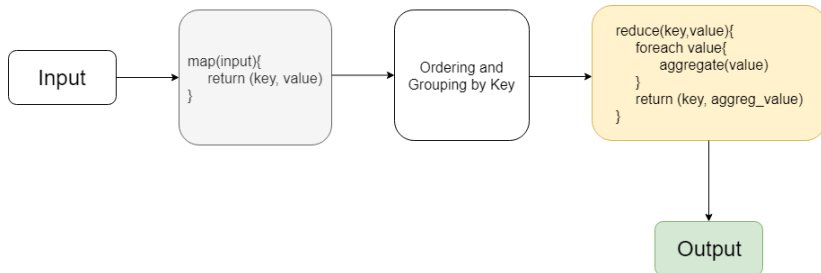 Input
map(input){
return (key, value)
}
Ordering and
Grouping by Key
reduce(key,value){
foreach value{
aggregate(value)
}
return (key, aggreg_value)
}
Output